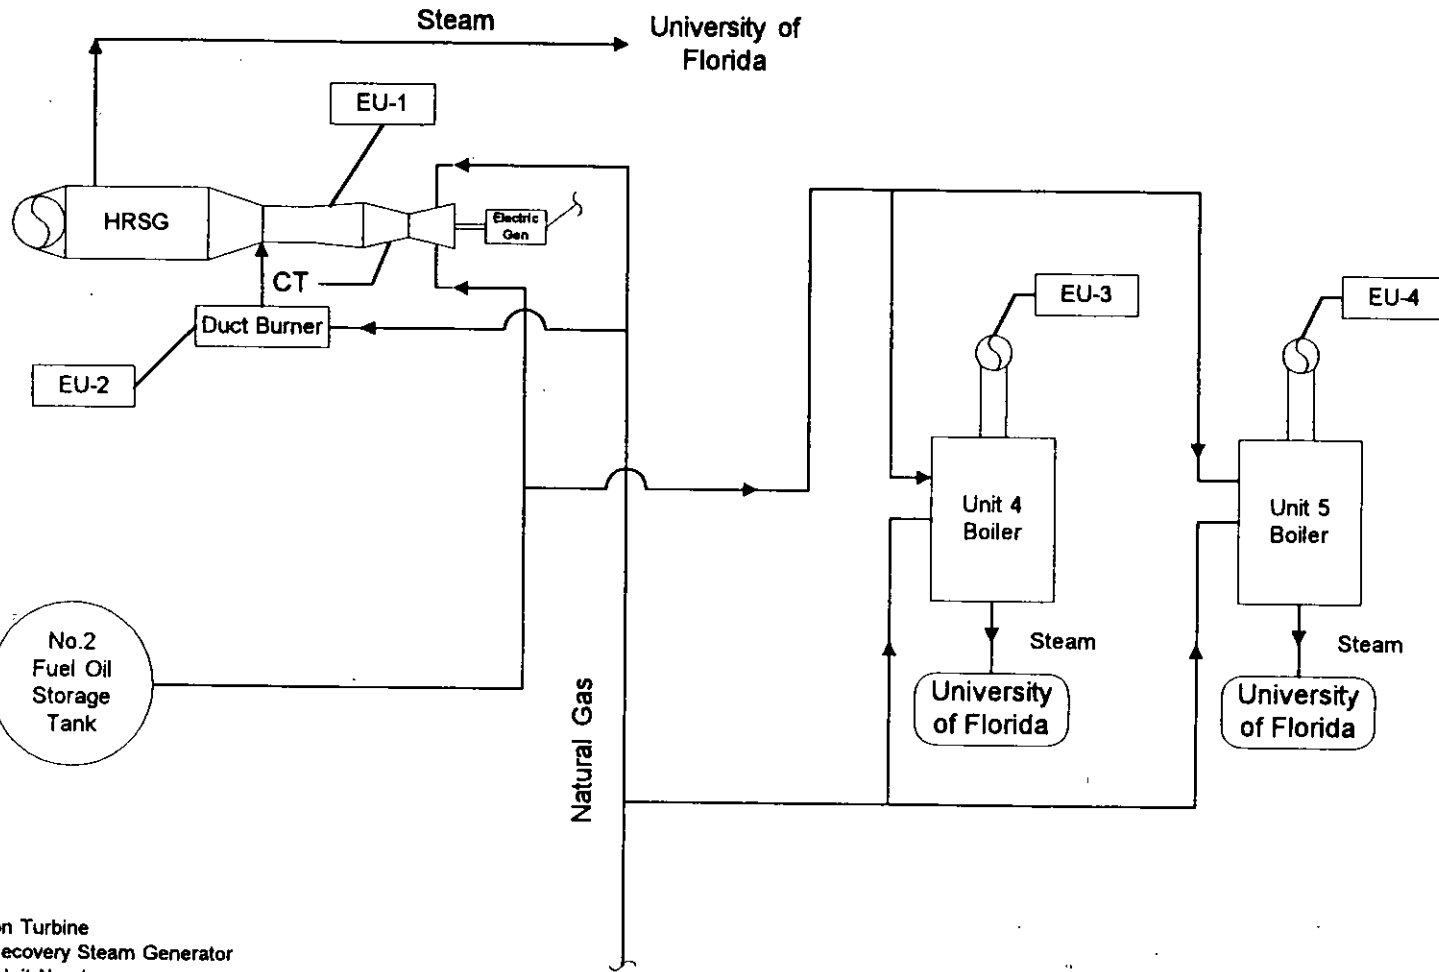 Steam
University of
Florida
EU-1
HRSG
Electric
Gen
CT
Duct Burner
EU-2
EU-3
EU-4
Unit 4
Boiler
Unit 5
Boiler
No.2
Fuel Oil
Storage
Tank
Natural Gas
Steam
University
of Florida
Steam
University
of Florida
Turbine
Steam Generator